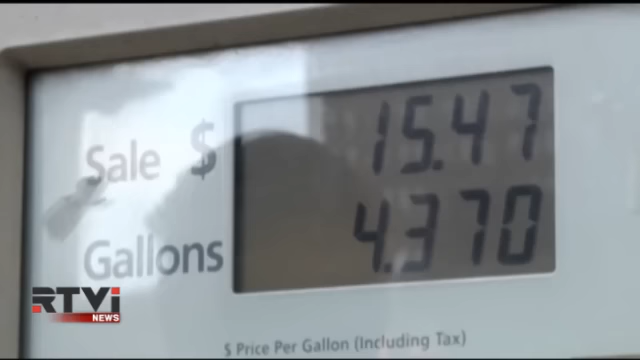 Sale $ 15.47
Gallons 4.370
RTVi
NEWS
$ Price Per Gallon (Including Tax)